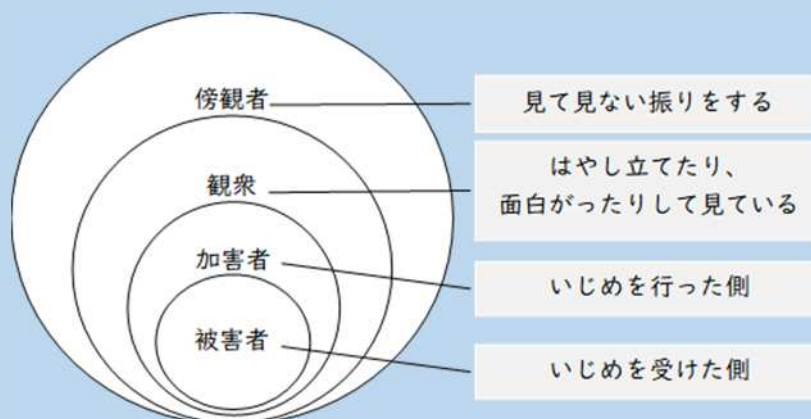 傍観者
見て見ない振りをする
観衆
はやし立てたり、
面白がったりして見ている
加害者
いじめを行った側
被害者
いじめを受けた側